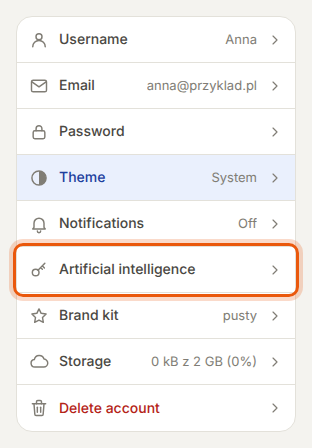 Username Anna
Email anna@przyklad.pl
Password
Theme System
Notifications Off
Artificial intelligence
Brand kit pusty
Storage 0 kB z 2 GB (0%)
Delete account